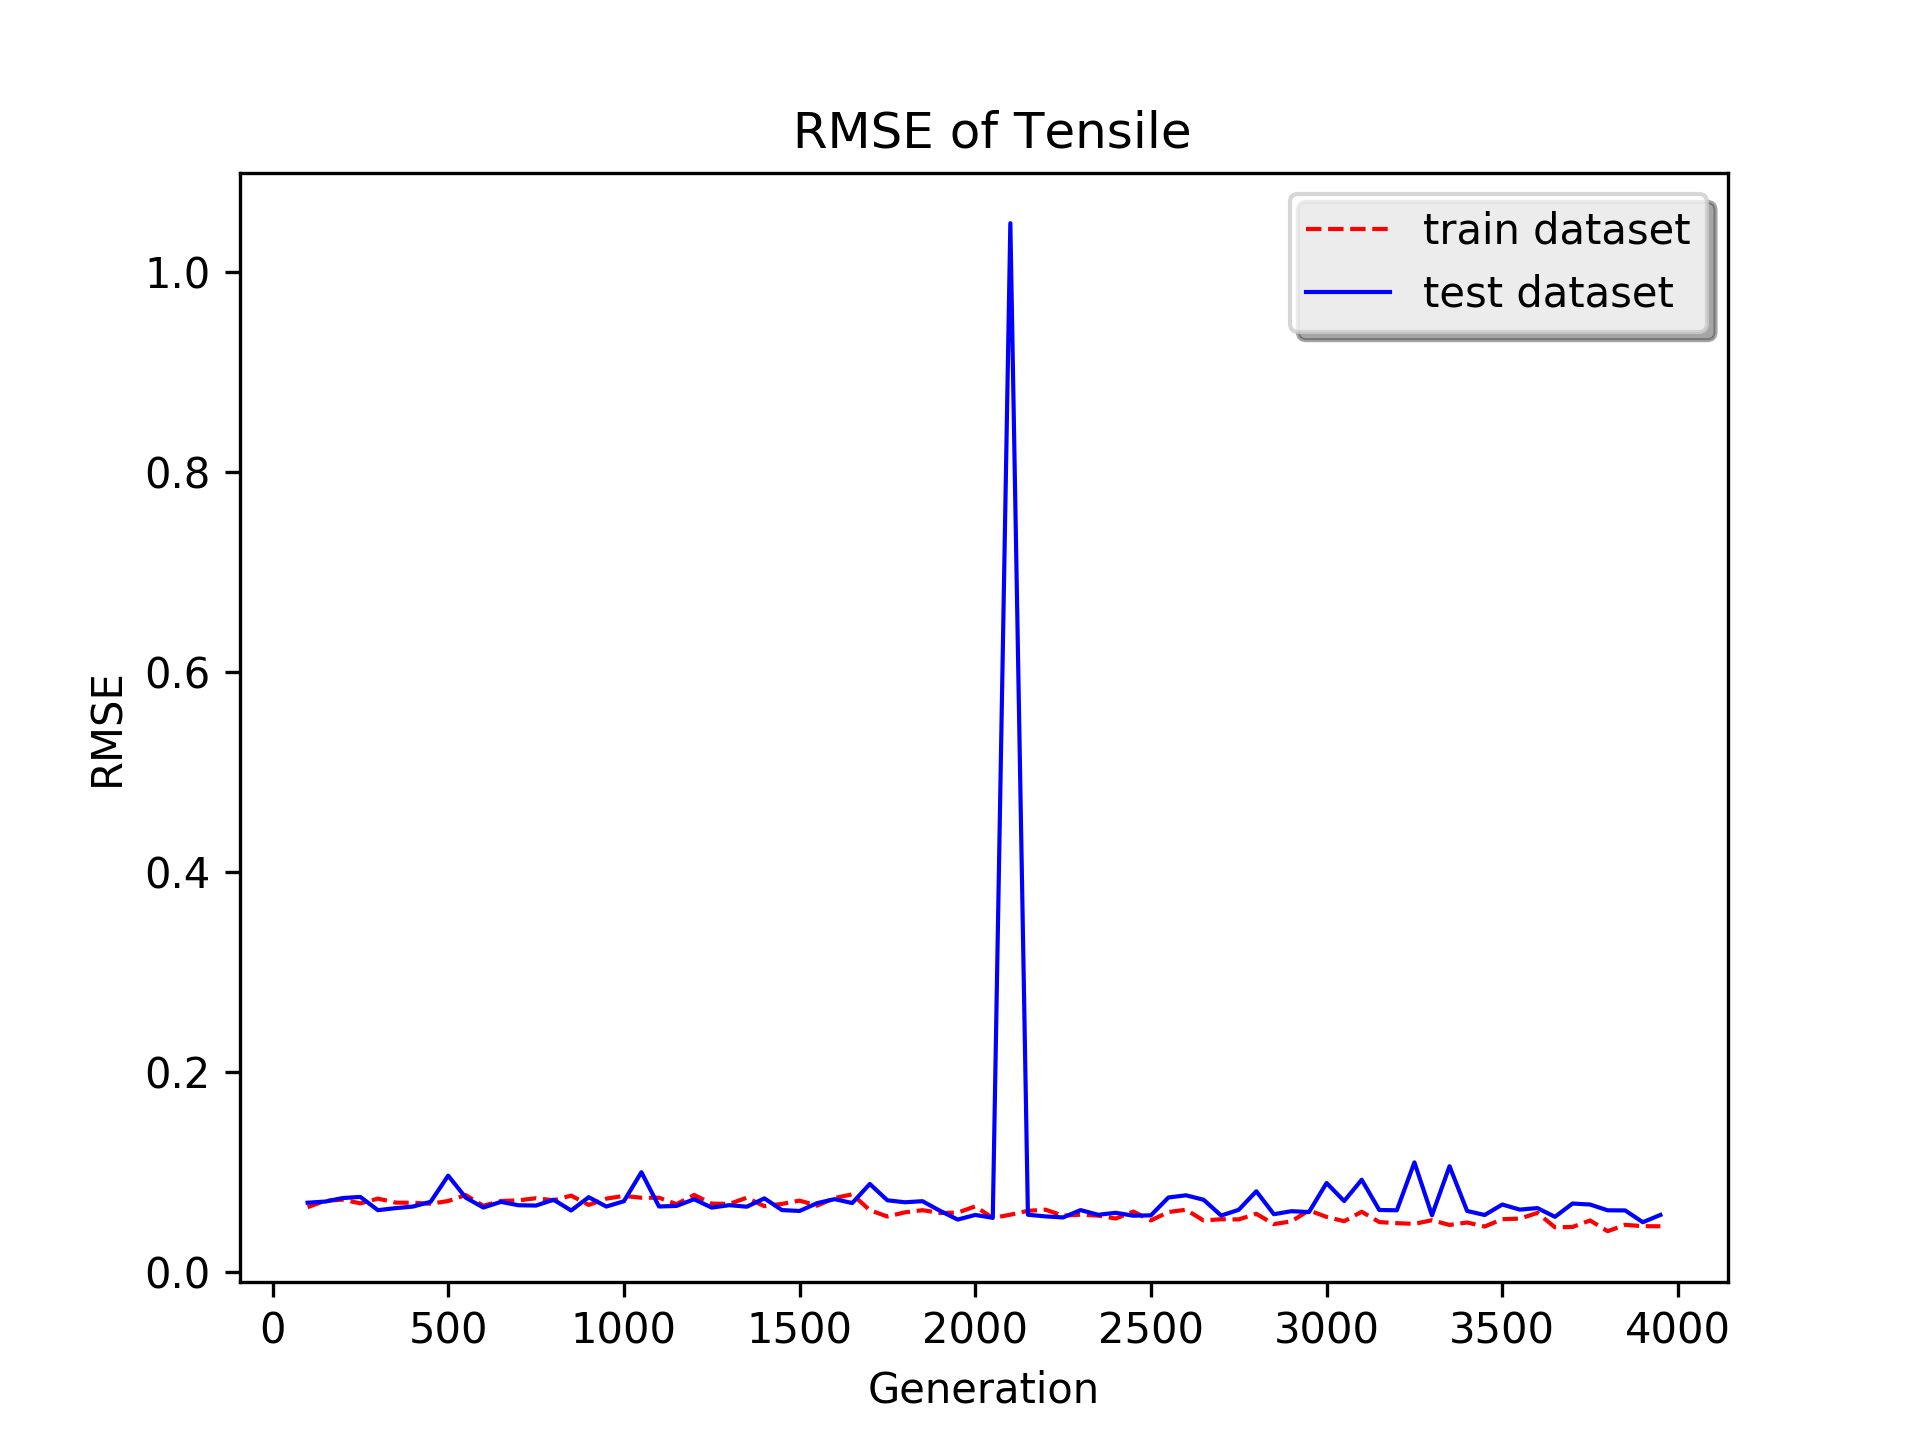 RMSE of Tensile
train dataset
test dataset
1.0
0.8
0.6
0.4
0.2
0.0
RMSE
0 500 1000 1500 2000 2500 3000 3500 4000
Generation